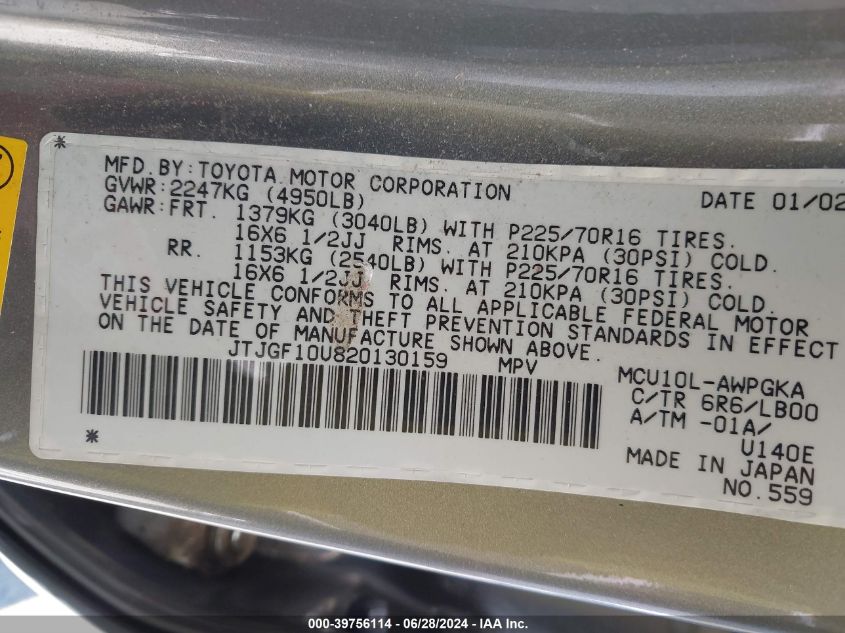 *
MFD. BY: TOYOTA MOTOR CORPORATION DATE 01/02
GVWR: 2247KG (4950LB)
GAWR: FRT. 1379KG (3040LB) WITH P225/70R16 TIRES.
16X6 1/2JJ RIMS. AT 210KPA (30PSI) COLD.
RR. 1153KG (2540LB) WITH P225/70R16 TIRES.
16X6 1/2JJ RIMS. AT 210KPA (30PSI) COLD.
THIS VEHICLE CONFORMS TO ALL APPLICABLE FEDERAL MOTOR
VEHICLE SAFETY AND THEFT PREVENTION STANDARDS IN EFFECT
ON THE DATE OF MANUFACTURE SHOWN ABOVE.
JTJGF10U820130159 MPV
MCU10L-AWPGKA
C/TR 6R6/LB00
A/TM -01A/
U140E
*
MADE IN JAPAN
NO.559
000-39756114 - 06/28/2024 - IAA Inc.